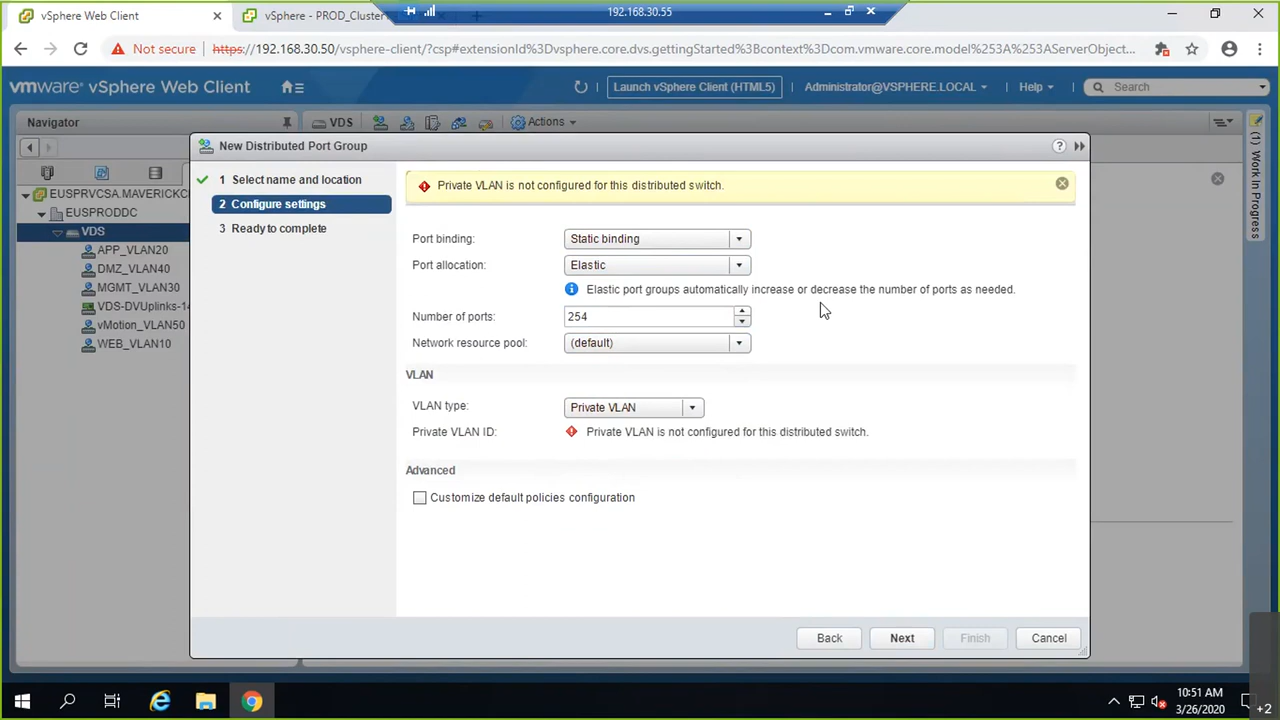 vSphere Web Client
vSphere - PROD_Cluster
192.168.30.55
Not secure
https://192.168.30.50/vsphere-client/?csp#extensionId%3Dvsphere.core.dvs.gettingStarted%3Bcontext%3Dcom.vmware.core.model%253A%253AServerObject...
vmware® vSphere Web Client
Launch vSphere Client (HTML5)
Administrator@VSPHERE.LOCAL
Help
Search
Navigator
VDS
Actions
(1) Work In Progress
EUSPRVCSA.MAVERICKC
EUSPRODDC
VDS
APP_VLAN20
DMZ_VLAN40
MGMT_VLAN30
VDS-DVUplinks-14
vMotion_VLAN50
WEB_VLAN10
New Distributed Port Group
1 Select name and location
2 Configure settings
3 Ready to complete
Private VLAN is not configured for this distributed switch.
Port binding: Static binding
Port allocation: Elastic
Elastic port groups automatically increase or decrease the number of ports as needed.
Number of ports: 254
Network resource pool: (default)
VLAN
VLAN type: Private VLAN
Private VLAN ID: Private VLAN is not configured for this distributed switch.
Advanced
Customize default policies configuration
Back
Next
Finish
Cancel
10:51 AM
3/26/2020
+2